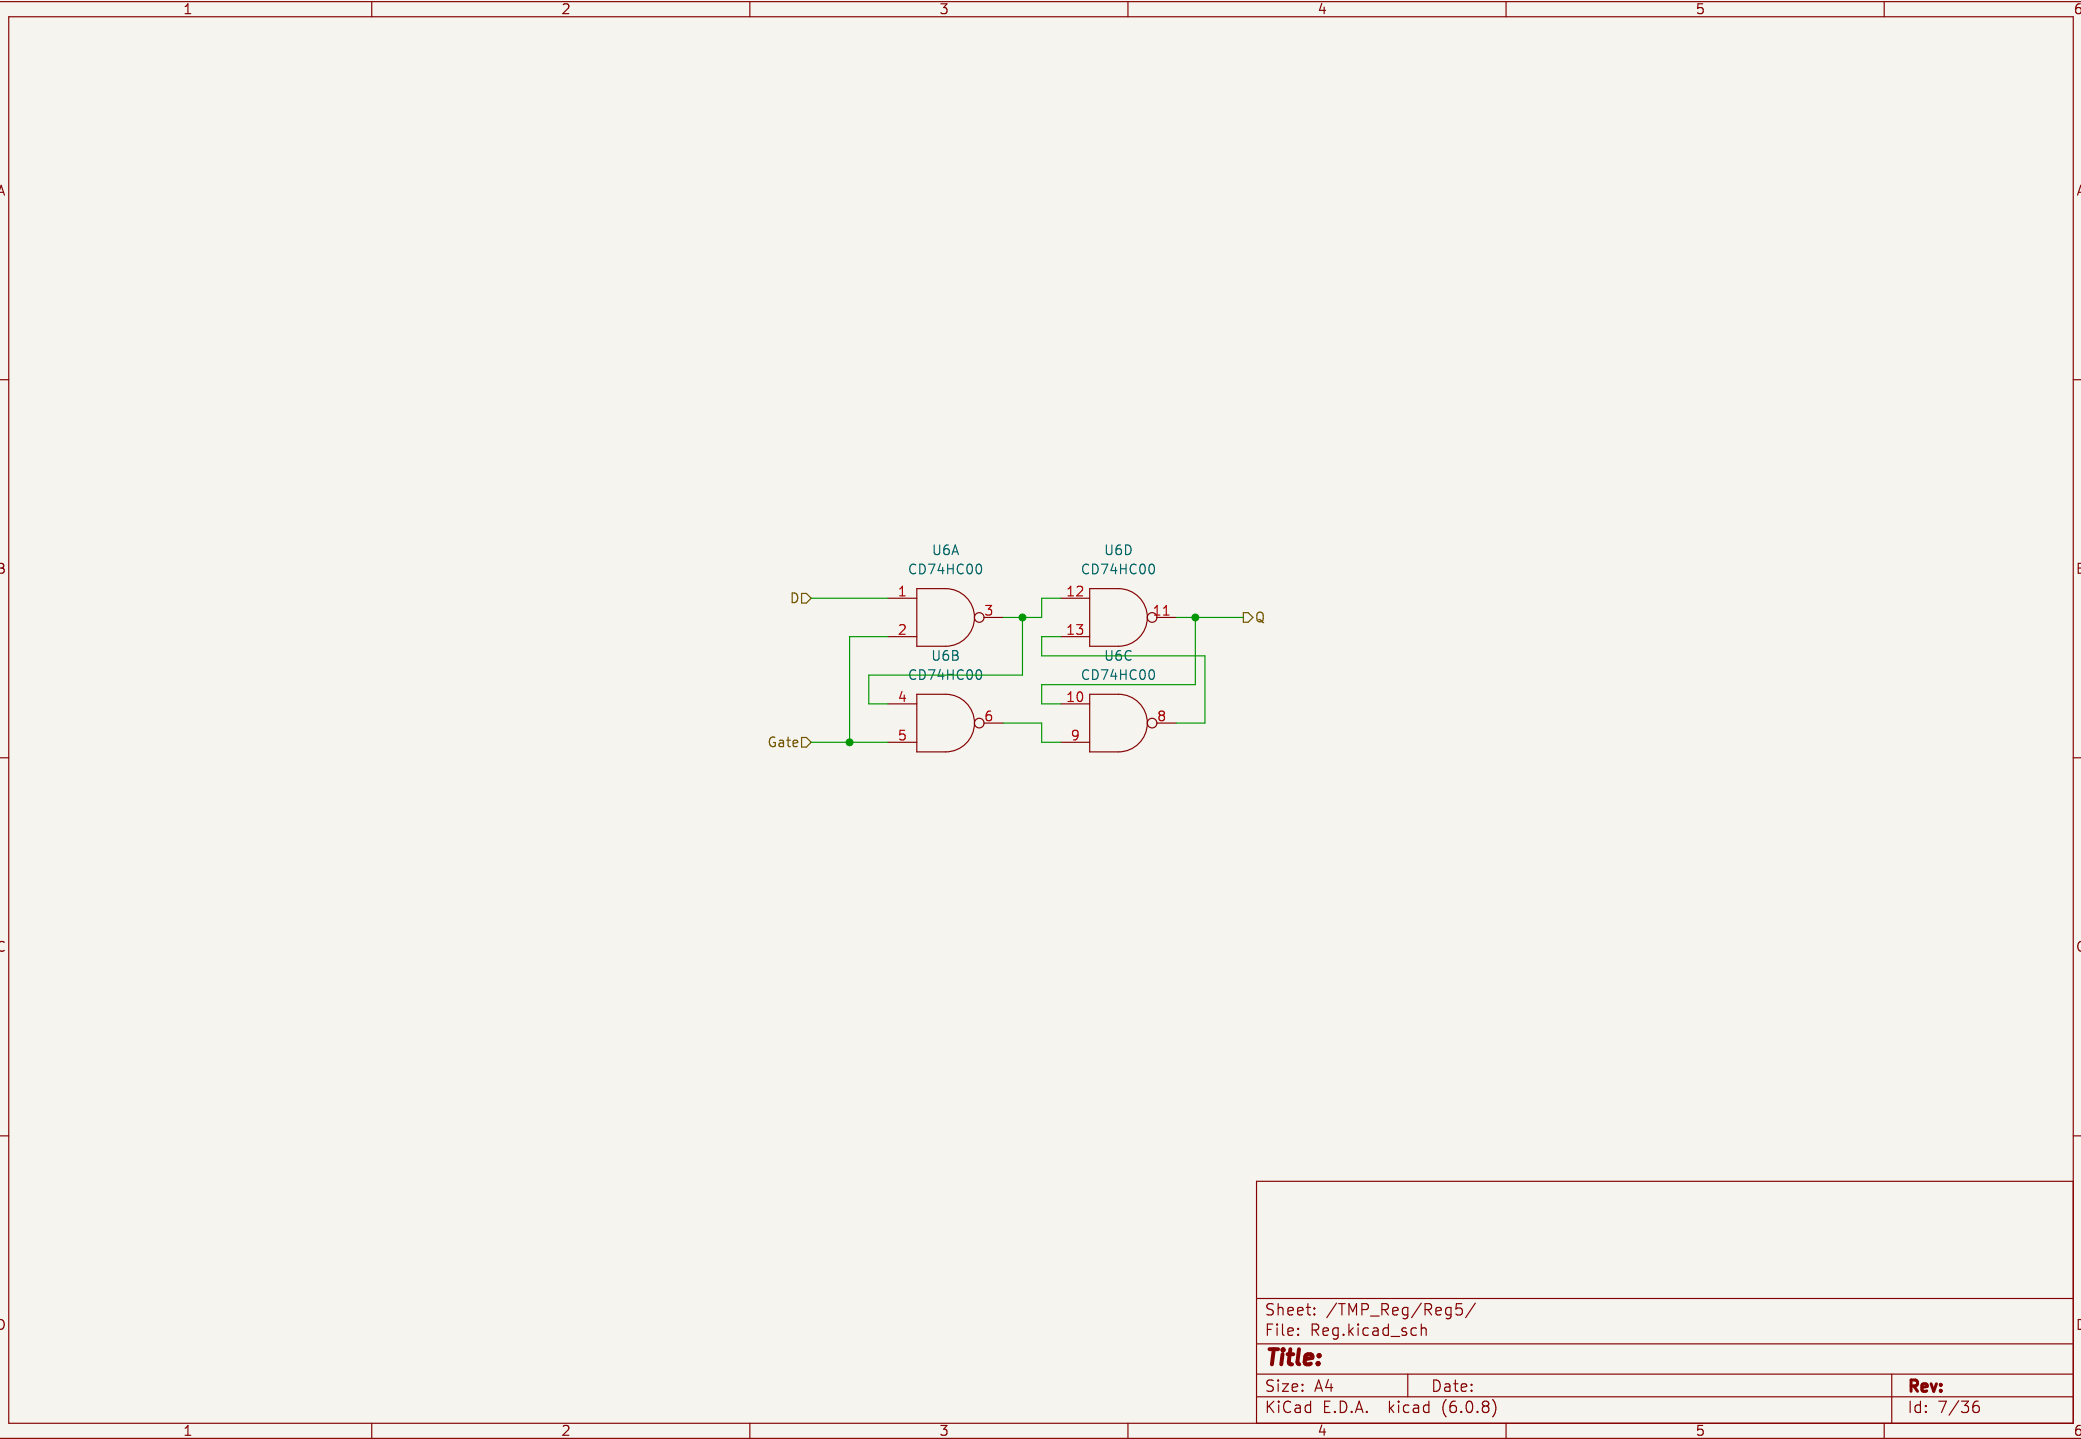 1 2 3 4 5 6
A A
U6A U6D
CD74HC00 CD74HC00
B B
D 1 3 12 11 Q
2 13
U6B U6C
CD74HC00 CD74HC00
4 6 10 8
Gate 5 9
C C
Sheet: /TMP_Reg/Reg5/
File: Reg.kicad_sch
D D
Title:
Size: A4 Date: Rev:
KiCad E.D.A. kicad (6.0.8) Id: 7/36
1 2 3 4 5 6